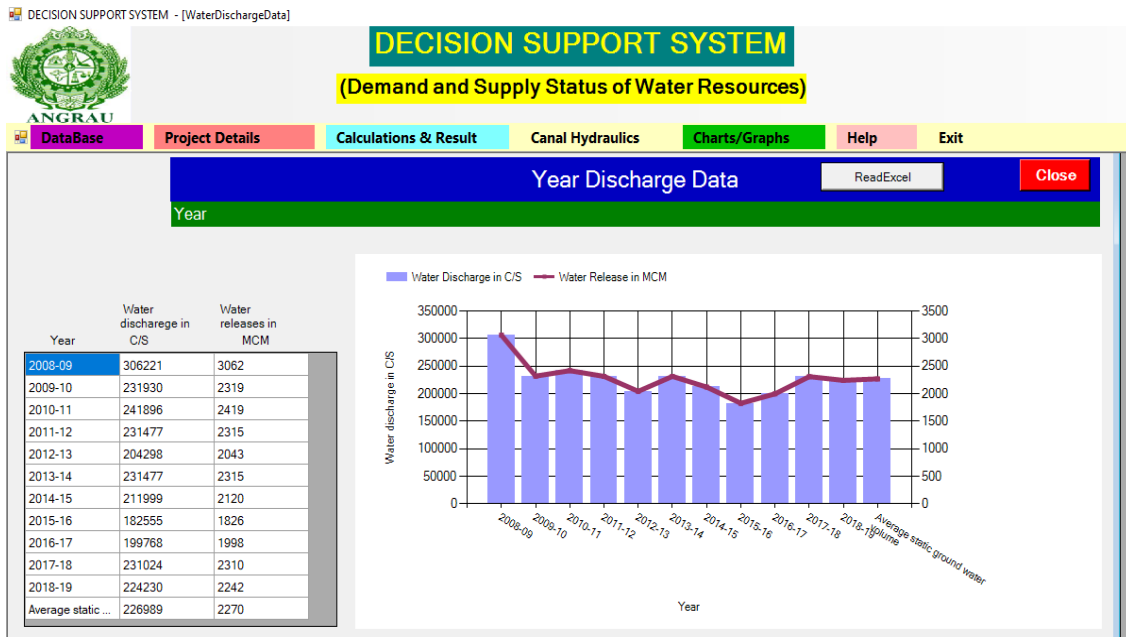 DECISION SUPPORT SYSTEM - [WaterDischargeData]
DECISION SUPPORT SYSTEM
(Demand and Supply Status of Water Resources)
ANGRAU
DataBase Project Details Calculations & Result Canal Hydraulics Charts/Graphs Help Exit
Year Discharge Data ReadExcel Close
Year
Water Discharge in C/S Water Release in MCM
Year Water discharege in C/S Water releases in MCM
2008-09 306221 3062
2009-10 231930 2319
2010-11 241896 2419
2011-12 231477 2315
2012-13 204298 2043
2013-14 231477 2315
2014-15 211999 2120
2015-16 182555 1826
2016-17 199768 1998
2017-18 231024 2310
2018-19 224230 2242
Average static ... 226989 2270
Water discharge in C/S
350000 3500
300000 3000
250000 2500
200000 2000
150000 1500
100000 1000
50000 500
0 0
2008-09 2009-10 2010-11 2011-12 2012-13 2013-14 2014-15 2015-16 2016-17 2017-18 2018-19 Average static ground water volume
Year